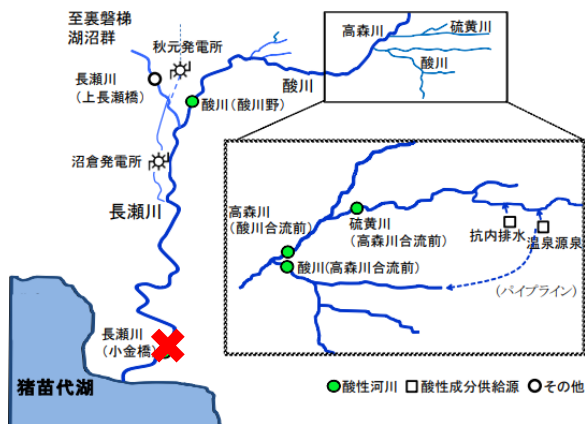 至裏磐梯
湖沼群
秋元発電所
長瀬川
(上長瀬橋)
酸川(酸川野)
酸川
高森川
硫黄川
酸川
沼倉発電所
長瀬川
高森川
(酸川合流前)
硫黄川
(高森川合流前)
抗内排水
温泉源泉
酸川(高森川合流前)
(パイプライン)
長瀬川
(小金橋)
猪苗代湖
酸性河川 酸性成分供給源 その他